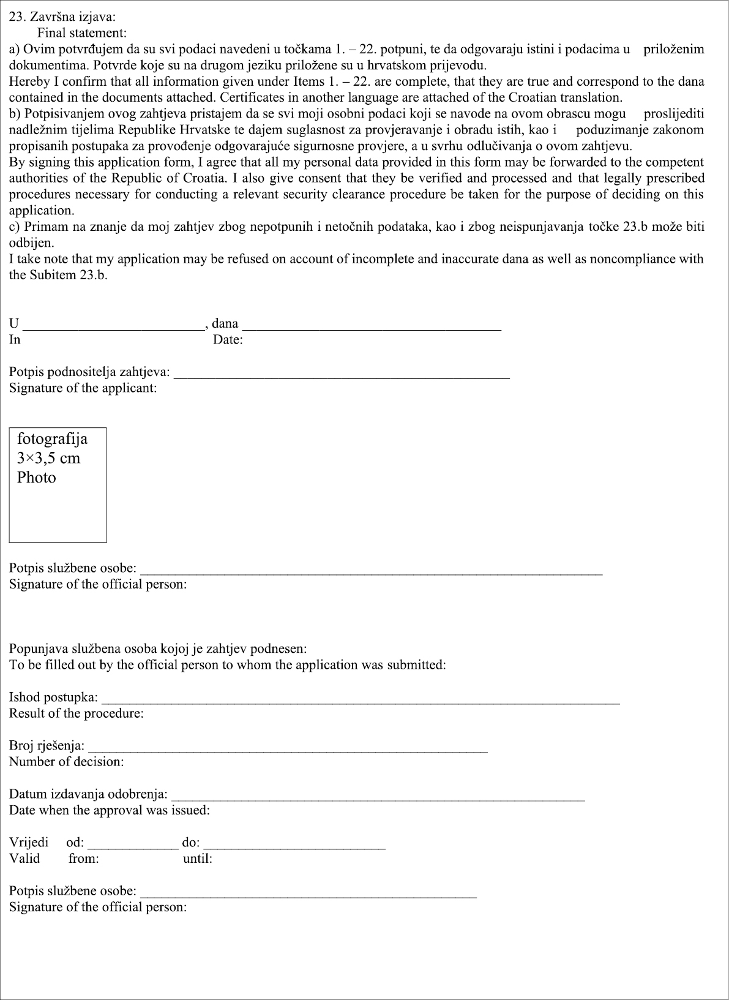 23. Završna izjava:
Final statement:
a) Ovim potvrđujem da su svi podaci navedeni u točkama 1. – 22. potpuni, te da odgovaraju istini i podacima u priloženim
dokumentima. Potvrde koje su na drugom jeziku priložene su u hrvatskom prijevodu.
Hereby I confirm that all information given under Items 1. – 22. are complete, that they are true and correspond to the dana
contained in the documents attached. Certificates in another language are attached of the Croatian translation.
b) Potpisivanjem ovog zahtjeva pristajem da se svi moji osobni podaci koji se navode na ovom obrascu mogu proslijediti
nadležnim tijelima Republike Hrvatske te dajem suglasnost za provjeravanje i obradu istih, kao i poduzimanje zakonom
propisanih postupaka za provođenje odgovarajuće sigurnosne provjere, a u svrhu odlučivanja o ovom zahtjevu.
By signing this application form, I agree that all my personal data provided in this form may be forwarded to the competent
authorities of the Republic of Croatia. I also give consent that they be verified and processed and that legally prescribed
procedures necessary for conducting a relevant security clearance procedure be taken for the purpose of deciding on this
application.
c) Primam na znanje da moj zahtjev zbog nepotpunih i netočnih podataka, kao i zbog neispunjavanja točke 23.b može biti
odbijen.
I take note that my application may be refused on account of incomplete and inaccurate dana as well as noncompliance with
the Subitem 23.b.
U __________________________, dana _____________________________________
In Date:
Potpis podnositelja zahtjeva: ________________________________________________
Signature of the applicant:
fotografija
3×3,5 cm
Photo
Potpis službene osobe: __________________________________________________________________
Signature of the official person:
Popunjava službena osoba kojoj je zahtjev podnesen:
To be filled out by the official person to whom the application was submitted:
Ishod postupka: __________________________________________________________________________
Result of the procedure:
Broj rješenja: _________________________________________________________
Number of decision:
Datum izdavanja odobrenja: ___________________________________________________________
Date when the approval was issued:
Vrijedi od: _____________ do: __________________________
Valid from: until:
Potpis službene osobe: ________________________________________________
Signature of the official person: